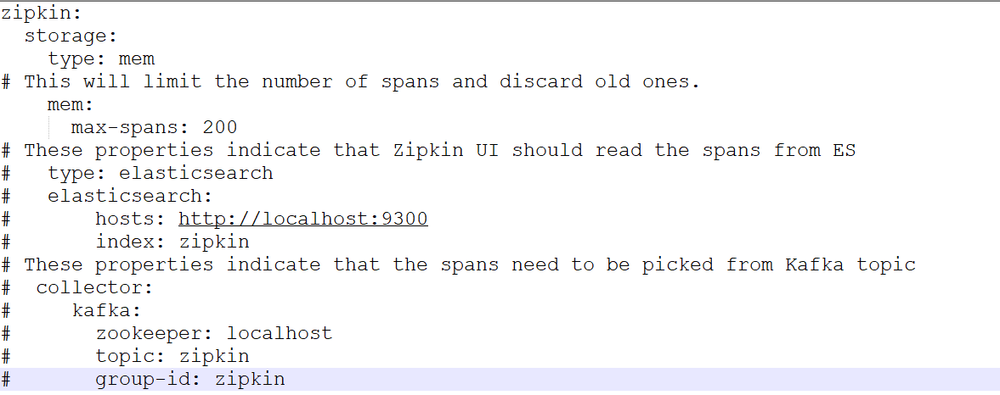 zipkin:
  storage:
    type: mem
# This will limit the number of spans and discard old ones.
    mem:
      max-spans: 200
# These properties indicate that Zipkin UI should read the spans from ES
#   type: elasticsearch
#   elasticsearch:
#       hosts: http://localhost:9300
#       index: zipkin
# These properties indicate that the spans need to be picked from Kafka topic
#  collector:
#     kafka:
#       zookeeper: localhost
#       topic: zipkin
#       group-id: zipkin